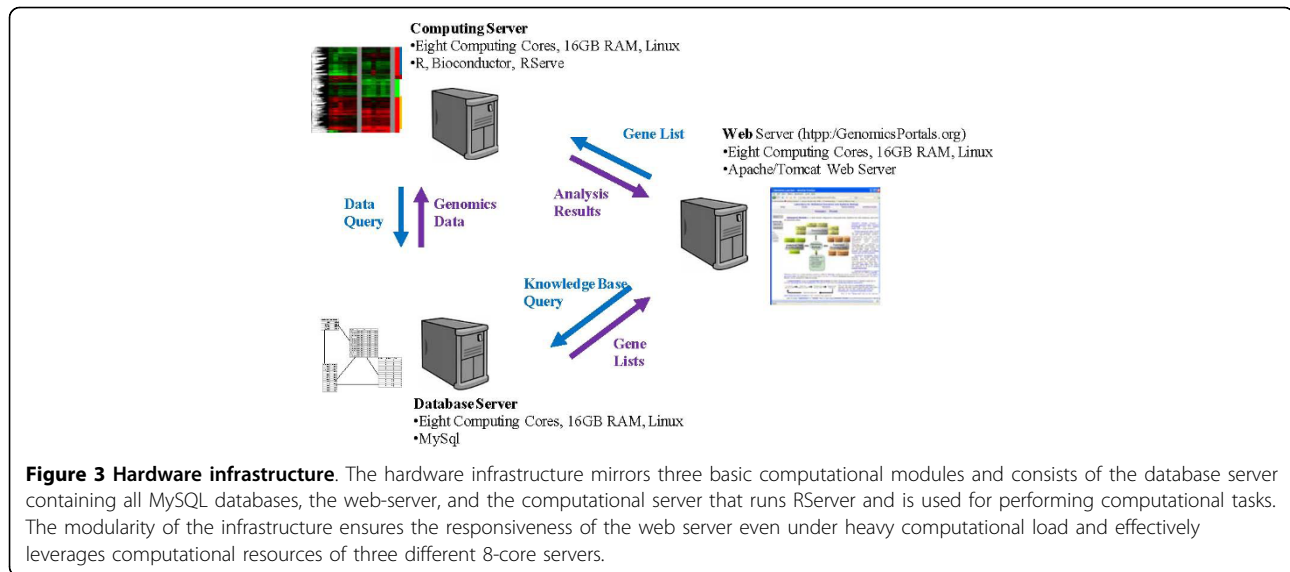 Computing Server
•Eight Computing Cores, 16GB RAM, Linux
•R, Bioconductor, RServe
Gene List
Web Server (htpp:/GenomicsPortals.org)
•Eight Computing Cores, 16GB RAM, Linux
•Apache/Tomcat Web Server
Analysis
Results
Data
Query
Genomics
Data
Knowledge Base
Query
Gene
Lists
Database Server
•Eight Computing Cores, 16GB RAM, Linux
•MySql
Figure 3 Hardware infrastructure. The hardware infrastructure mirrors three basic computational modules and consists of the database server
containing all MySQL databases, the web-server, and the computational server that runs RServer and is used for performing computational tasks.
The modularity of the infrastructure ensures the responsiveness of the web server even under heavy computational load and effectively
leverages computational resources of three different 8-core servers.